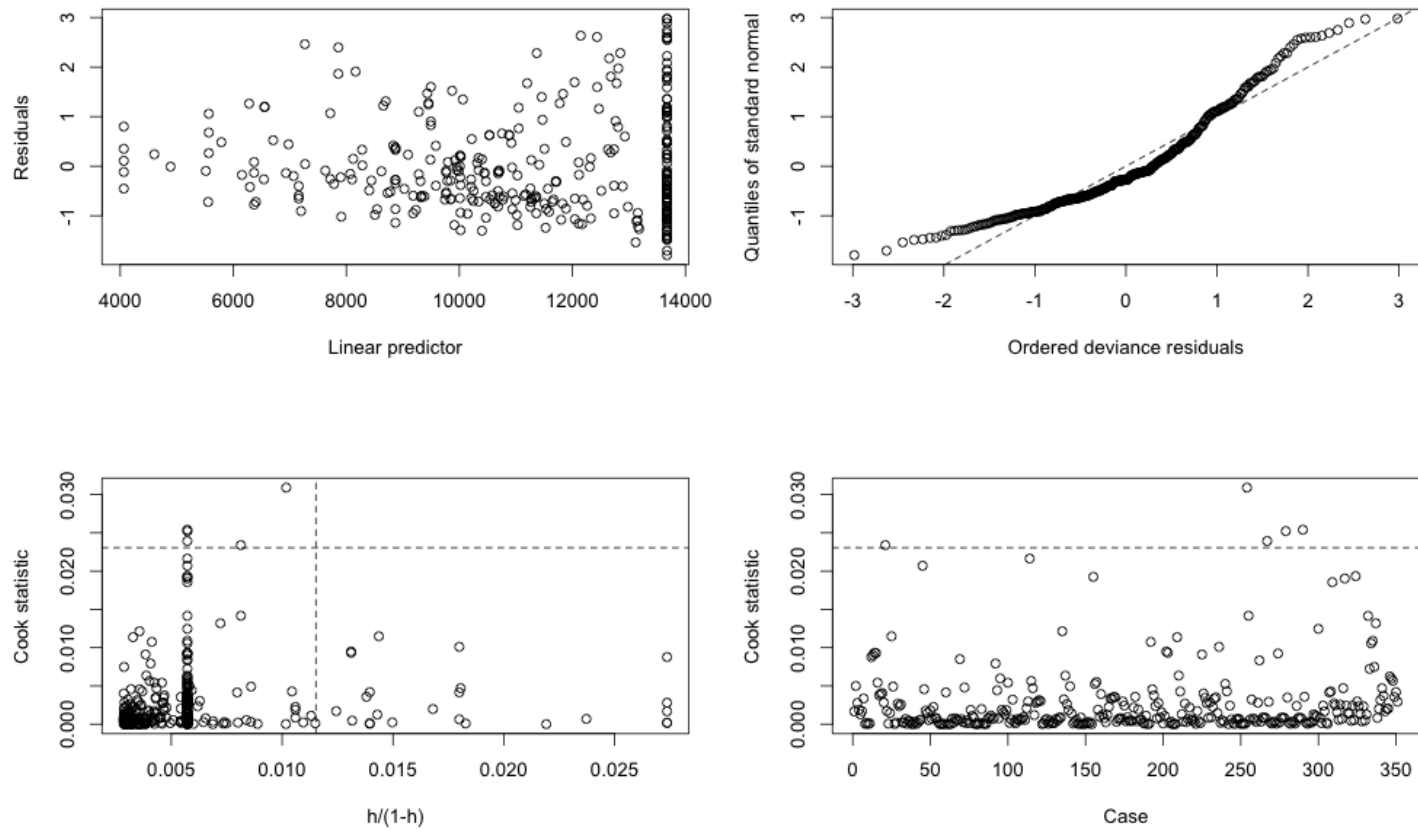 Residuals
3
2
1
0
-1
4000 6000 8000 10000 12000 14000
Linear predictor
Quantiles of standard normal
3
2
1
0
-1
-3 -2 -1 0 1 2 3
Ordered deviance residuals
Cook statistic
0.030
0.020
0.010
0.000
0.005 0.010 0.015 0.020 0.025
h/(1-h)
Cook statistic
0.030
0.020
0.010
0.000
0 50 100 150 200 250 300 350
Case